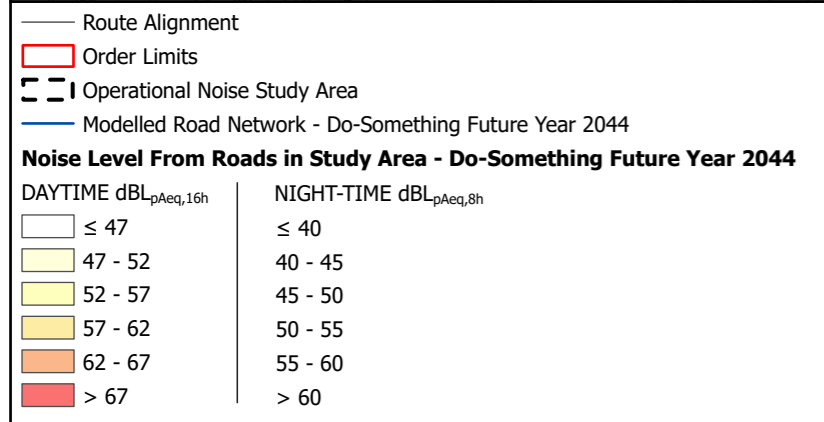 Route Alignment
Order Limits
Operational Noise Study Area
Modelled Road Network - Do-Something Future Year 2044
Noise Level From Roads in Study Area - Do-Something Future Year 2044
DAYTIME dBLpAeq,16h NIGHT-TIME dBLpAeq,8h
≤ 47 ≤ 40
47 - 52 40 - 45
52 - 57 45 - 50
57 - 62 50 - 55
62 - 67 55 - 60
> 67 > 60